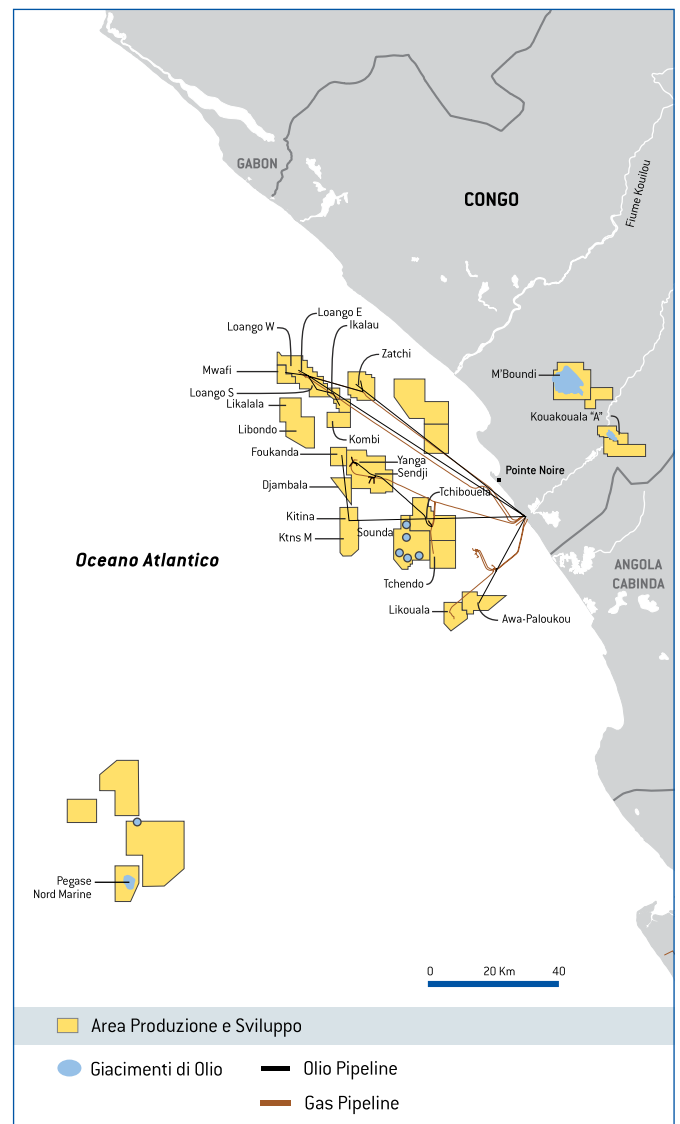 GABON
CONGO
Fiume Kouilou
Loango E
Loango W
Ikalau
Zatchi
Mwafi
M'Boundi
Loango S
Likalala
Kouakouala "A"
Libondo
Kombi
Foukanda
Yanga
Sendji
Pointe Noire
Djambala
Tchibouela
Kitina
Sounda
Ktns M
Oceano Atlantico
ANGOLA
CABINDA
Tchendo
Likouala
Awa-Paloukou
Pegase
Nord Marine
0 20 Km 40
Area Produzione e Sviluppo
Giacimenti di Olio
Olio Pipeline
Gas Pipeline